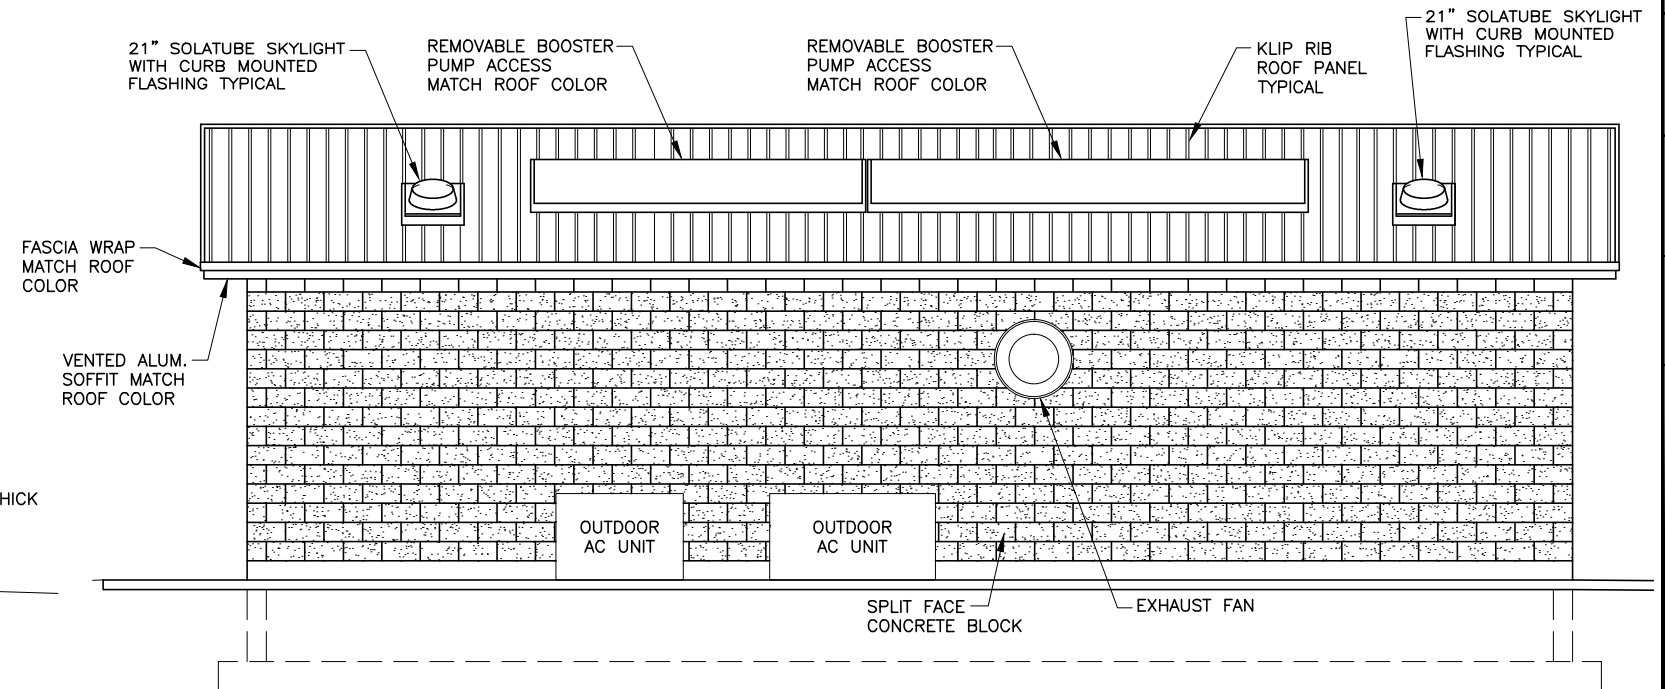 21" SOLATUBE SKYLIGHT
WITH CURB MOUNTED
FLASHING TYPICAL
REMOVABLE BOOSTER
PUMP ACCESS
MATCH ROOF COLOR
REMOVABLE BOOSTER
PUMP ACCESS
MATCH ROOF COLOR
KLIP RIB
ROOF PANEL
TYPICAL
21" SOLATUBE SKYLIGHT
WITH CURB MOUNTED
FLASHING TYPICAL
FASCIA WRAP
MATCH ROOF
COLOR
VENTED ALUM.
SOFFIT MATCH
ROOF COLOR
HICK
OUTDOOR
AC UNIT
OUTDOOR
AC UNIT
SPLIT FACE
CONCRETE BLOCK
EXHAUST FAN